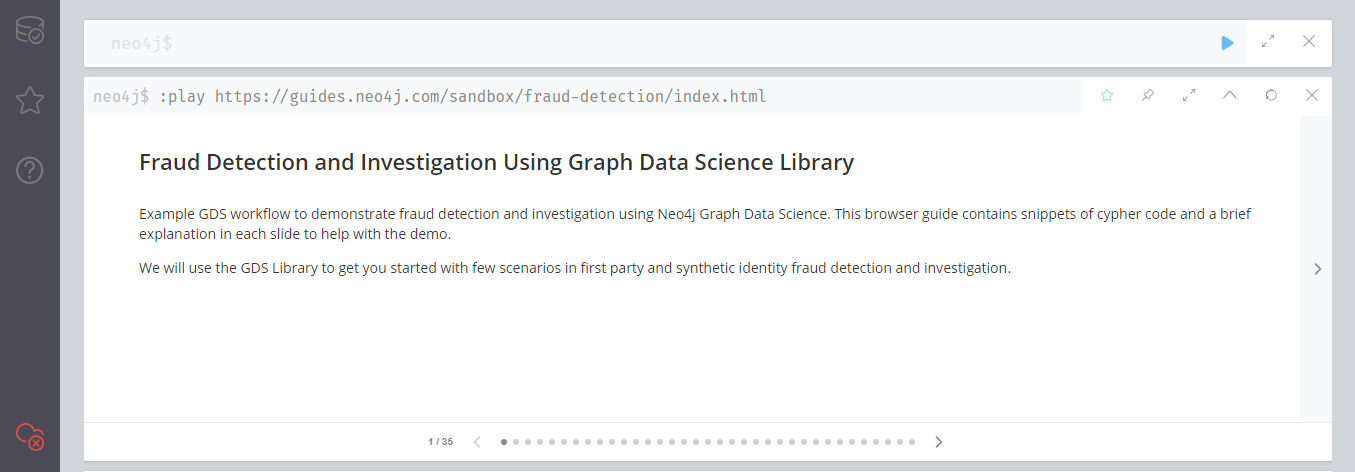 neo4j$
neo4j$ :play https://guides.neo4j.com/sandbox/fraud-detection/index.html
Fraud Detection and Investigation Using Graph Data Science Library
Example GDS workflow to demonstrate fraud detection and investigation using Neo4j Graph Data Science. This browser guide contains snippets of cypher code and a brief
explanation in each slide to help with the demo.
We will use the GDS Library to get you started with few scenarios in first party and synthetic identity fraud detection and investigation.
1 / 35